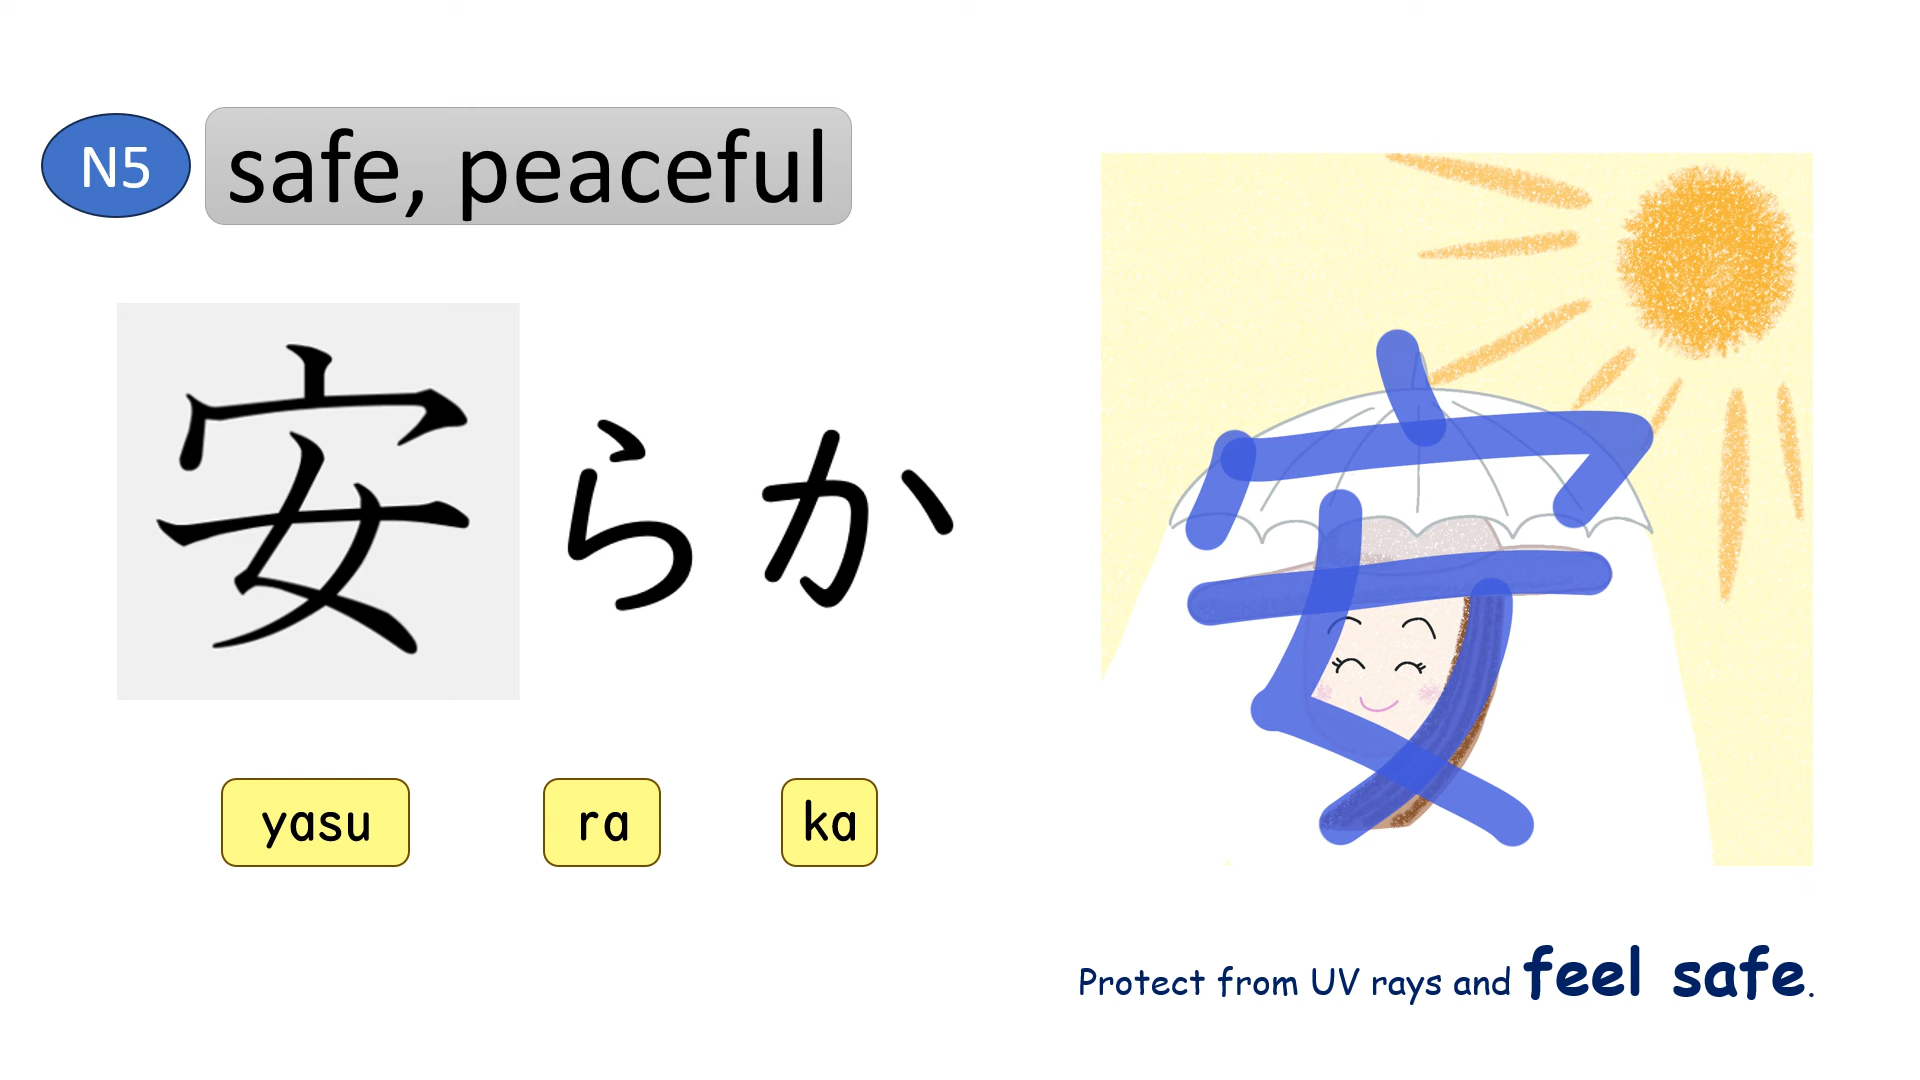 N5
safe, peaceful
安らか
yasu ra ka
安
Protect from UV rays and feel safe.